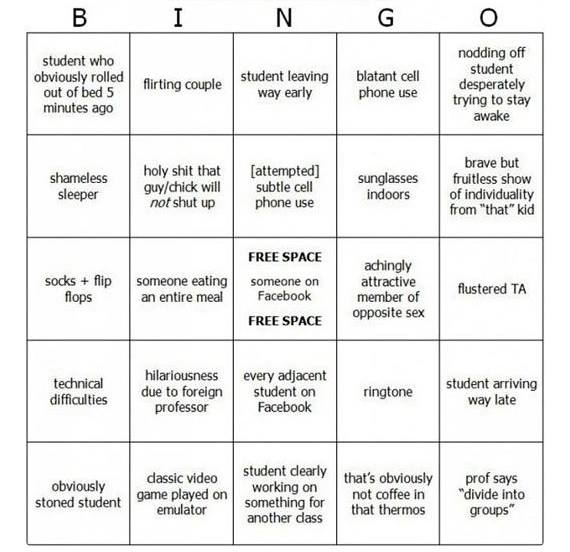 B I N G O
student who
obviously rolled
out of bed 5
minutes ago
flirting couple
student leaving
way early
blatant cell
phone use
nodding off
student
desperately
trying to stay
awake
shameless
sleeper
holy shit that
guy/chick will
not shut up
[attempted]
subtle cell
phone use
sunglasses
indoors
brave but
fruitless show
of individuality
from "that" kid
socks + flip
flops
someone eating
an entire meal
FREE SPACE
someone on
Facebook
FREE SPACE
achingly
attractive
member of
opposite sex
flustered TA
technical
difficulties
hilariousness
due to foreign
professor
every adjacent
student on
Facebook
ringtone
student arriving
way late
obviously
stoned student
classic video
game played on
emulator
student clearly
working on
something for
another class
that's obviously
not coffee in
that thermos
prof says
"divide into
groups"